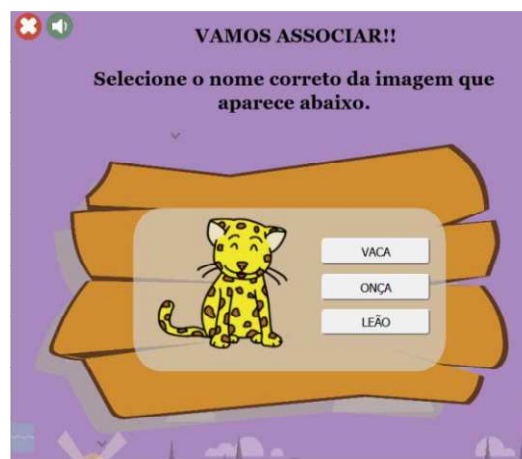 VAMOS ASSOCIAR!!
Selecione o nome correto da imagem que
aparece abaixo.
VACA
ONÇA
LEÃO